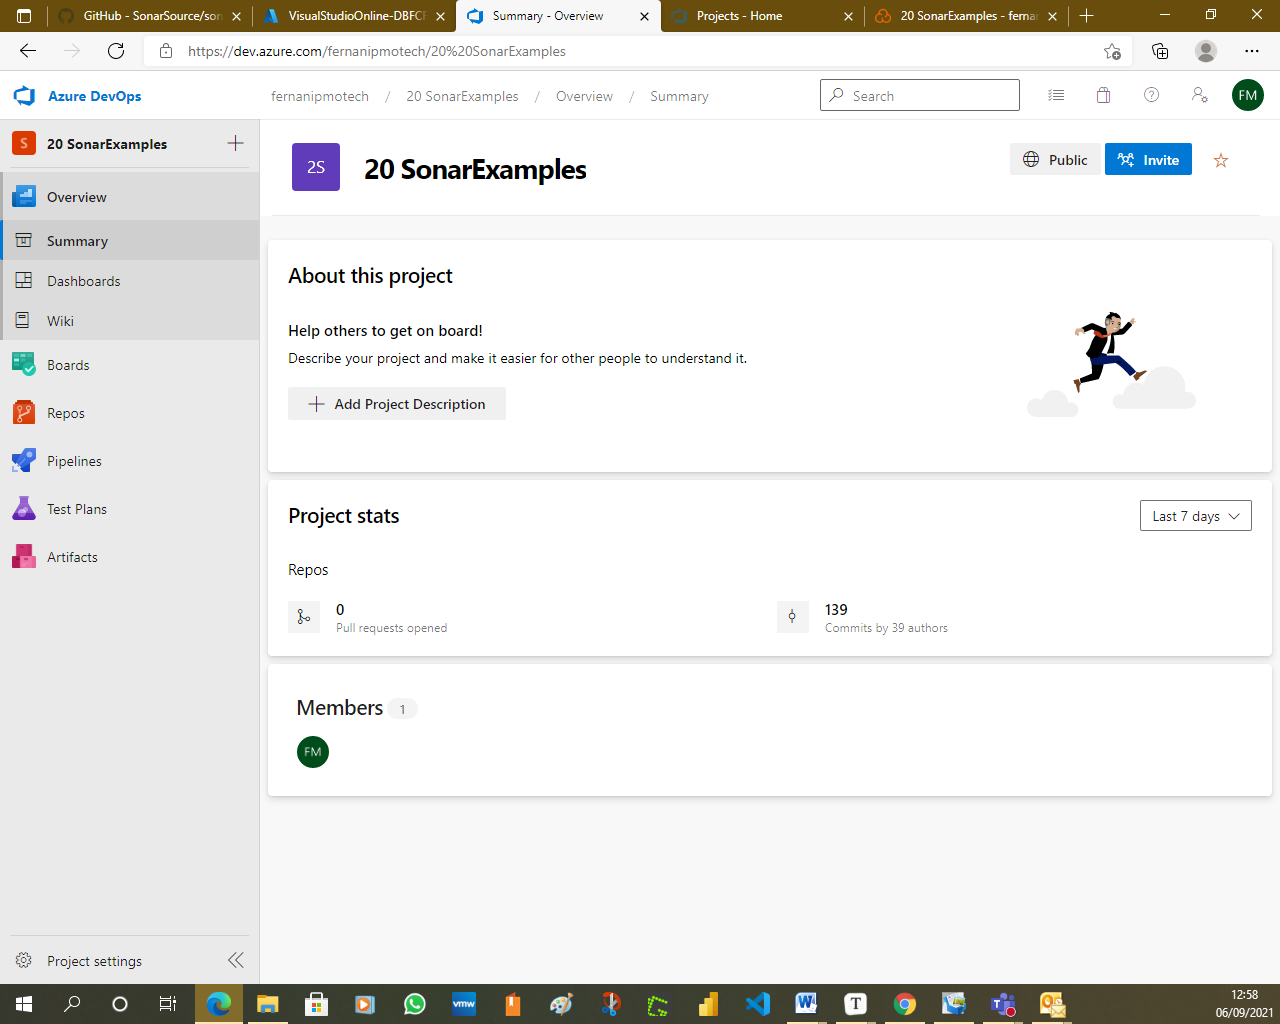 GitHub - SonarSource/son
VisualStudioOnline-DBFCF
Summary - Overview
Projects - Home
20 SonarExamples - fernan
https://dev.azure.com/fernanipmotech/20%20SonarExamples
Azure DevOps
fernanipmotech / 20 SonarExamples / Overview / Summary
Search
FM
S 20 SonarExamples
Overview
Summary
Dashboards
Wiki
Boards
Repos
Pipelines
Test Plans
Artifacts
Project settings
2S
20 SonarExamples
Public
Invite
About this project
Help others to get on board!
Describe your project and make it easier for other people to understand it.
Add Project Description
Project stats
Last 7 days
Repos
0
Pull requests opened
139
Commits by 39 authors
Members 1
FM
vmw
W
T
12:58
06/09/2021